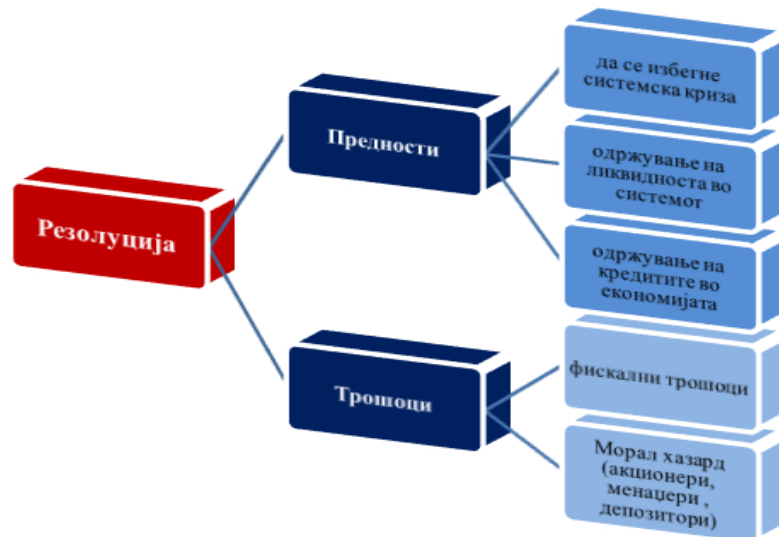 Резолуција
Предности
да се избегне
системска криза
одржување на
ликвидноста во
системот
одржување на
кредитите во
економијата
Трошоци
фискални трошоци
Морал хазард
(акционери,
менаџери ,
депозитори)